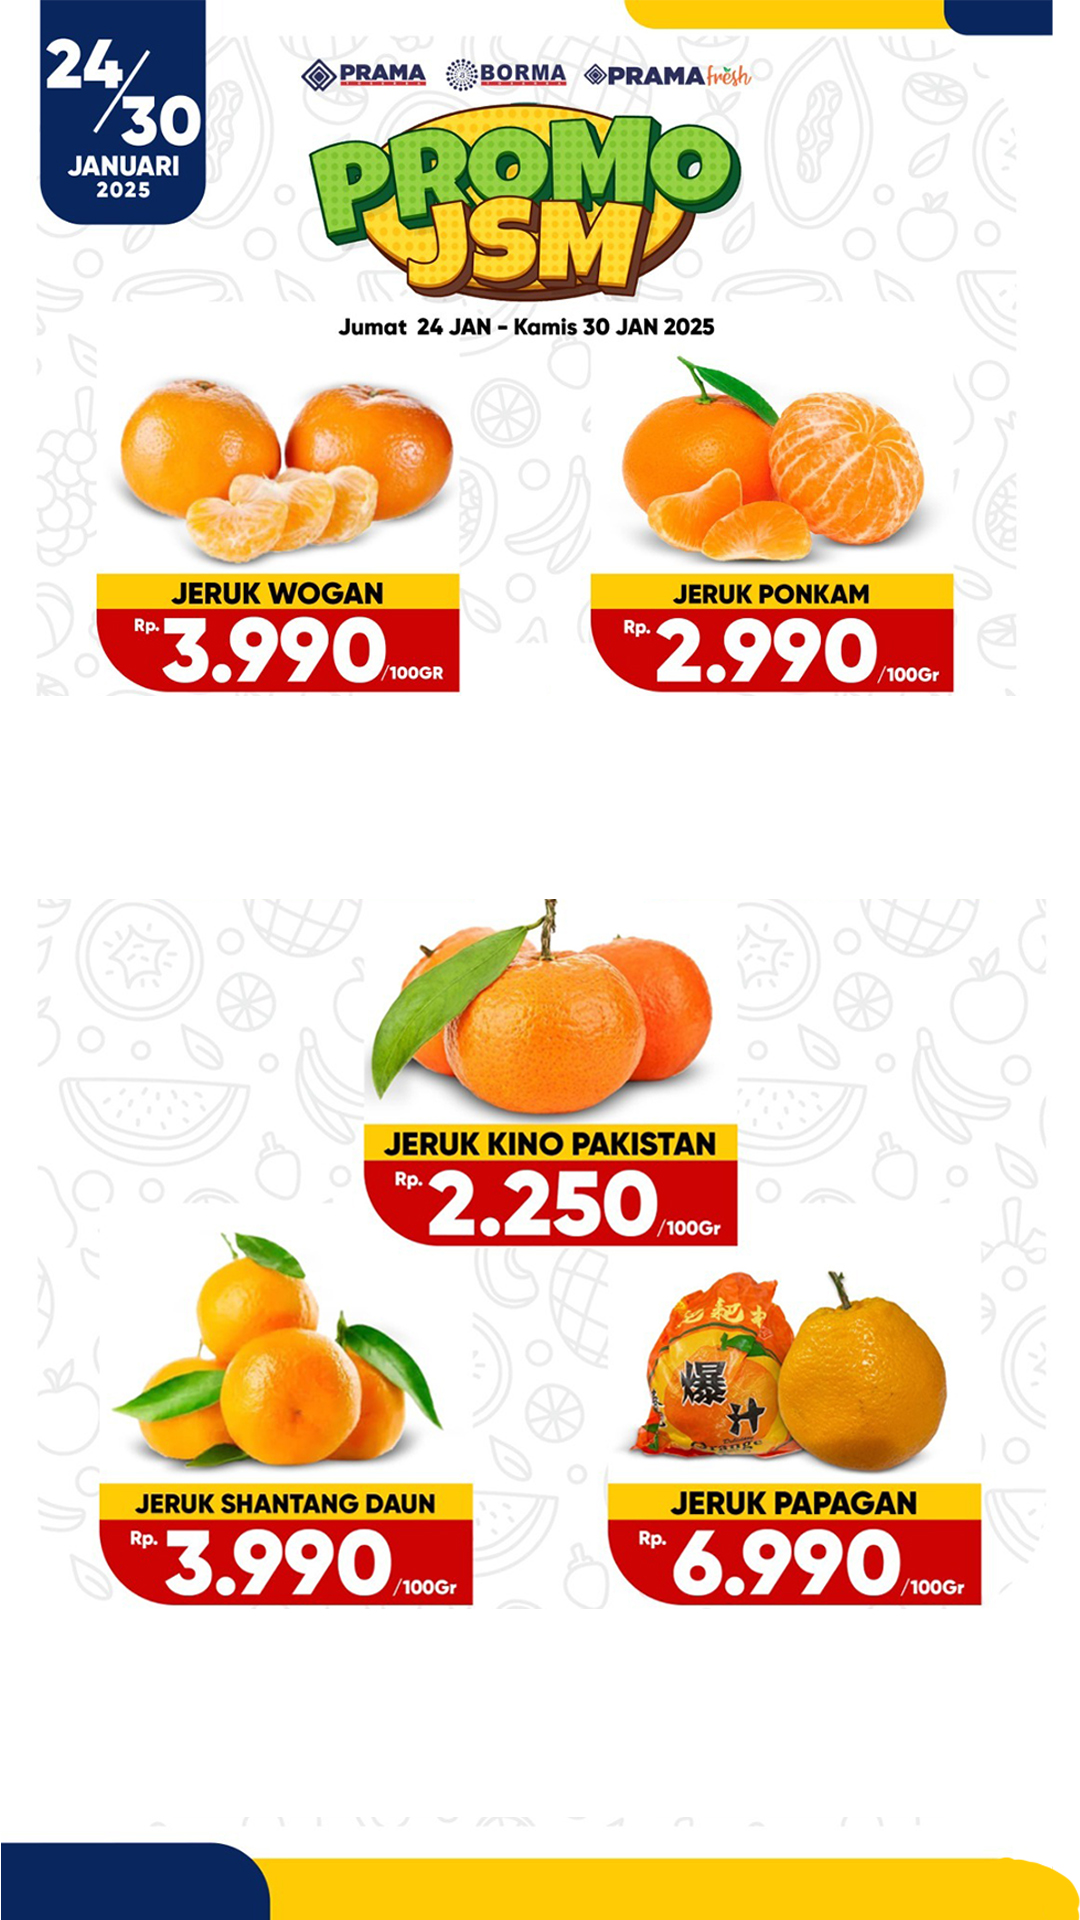 24/30
JANUARI
2025
PRAMA BORMA PRAMA fresh
PROMO
JSM
Jumat 24 JAN - Kamis 30 JAN 2025
JERUK WOGAN
Rp. 3.990 /100GR
JERUK PONKAM
Rp. 2.990 /100Gr
JERUK KINO PAKISTAN
Rp. 2.250 /100Gr
JERUK SHANTANG DAUN
Rp. 3.990 /100Gr
爆
汁
Orange
JERUK PAPAGAN
Rp. 6.990 /100Gr